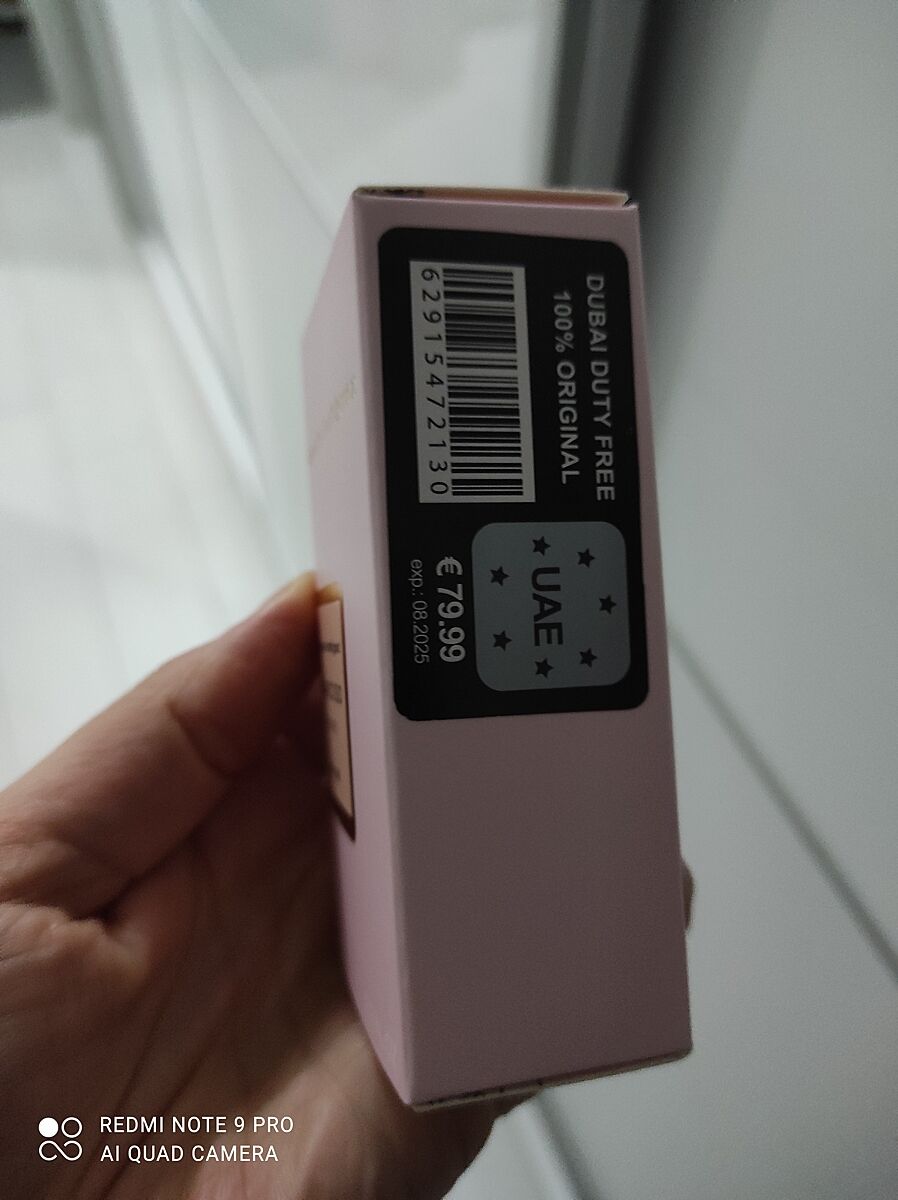 DUBAI DUTY FREE
100% ORIGINAL
6291547213​0
UAE
€ 79.99
exp.: 08.2025
REDMI NOTE 9 PRO
AI QUAD CAMERA